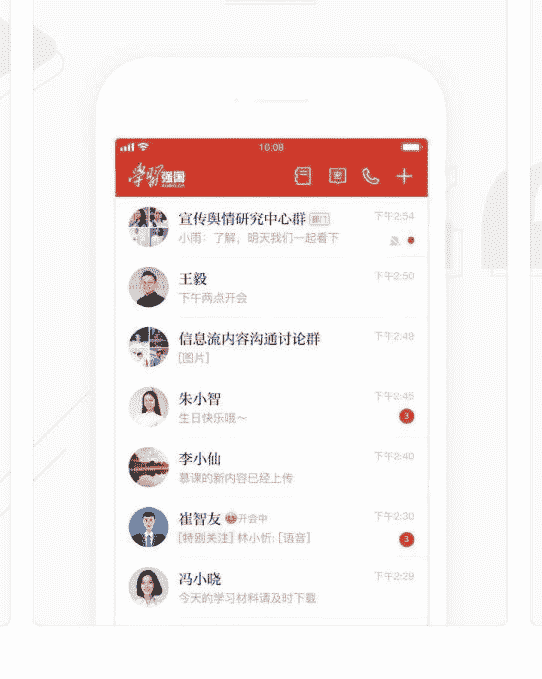 10:08
学习强国
宣传舆情研究中心群 部门 下午2:54
小雨：了解，明天我们一起看下
王毅 下午2:50
下午两点开会
信息流内容沟通讨论群 下午2:49
[图片]
朱小智 下午2:45
生日快乐哦～ 3
李小仙 下午2:40
慕课的新内容已经上传
崔智友 开会中 下午2:30
[特别关注] 林小忻: [语音] 3
冯小晓 下午2:29
今天的学习材料请及时下载